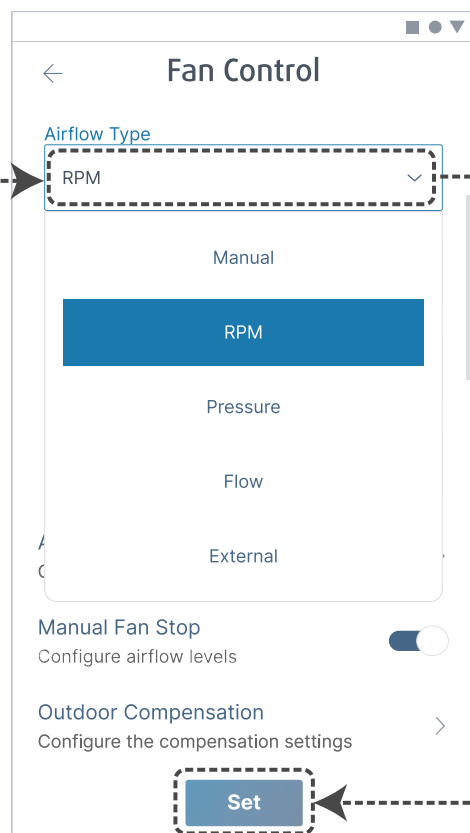 Fan Control
Airflow Type
RPM
Manual
RPM
Pressure
Flow
External
Manual Fan Stop
Configure airflow levels
Outdoor Compensation
Configure the compensation settings
Set